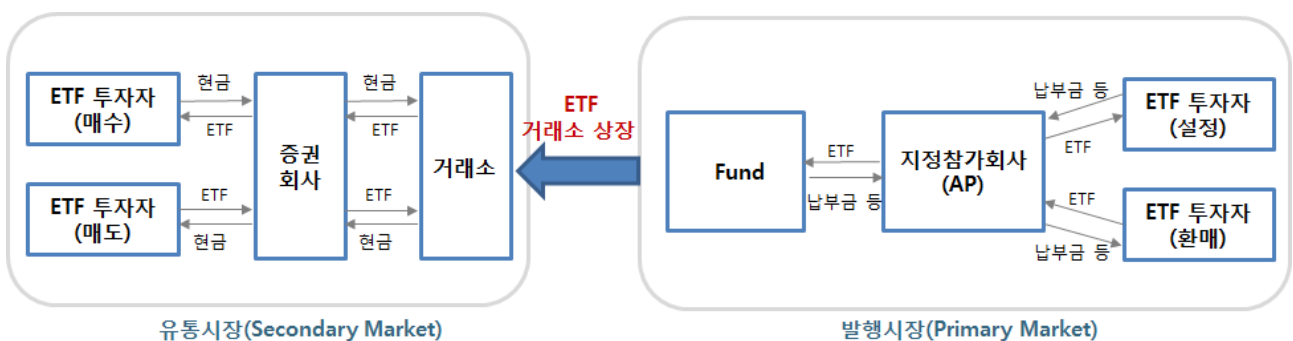 ETF 투자자
(매수)
현금
ETF
ETF 투자자
(매도)
ETF
현금
증권
회사
현금
ETF
ETF
현금
거래소
유통시장(Secondary Market)
ETF
거래소 상장
Fund
ETF
납부금 등
지정참가회사
(AP)
납부금 등
ETF
ETF
납부금 등
ETF 투자자
(설정)
ETF 투자자
(환매)
발행시장(Primary Market)